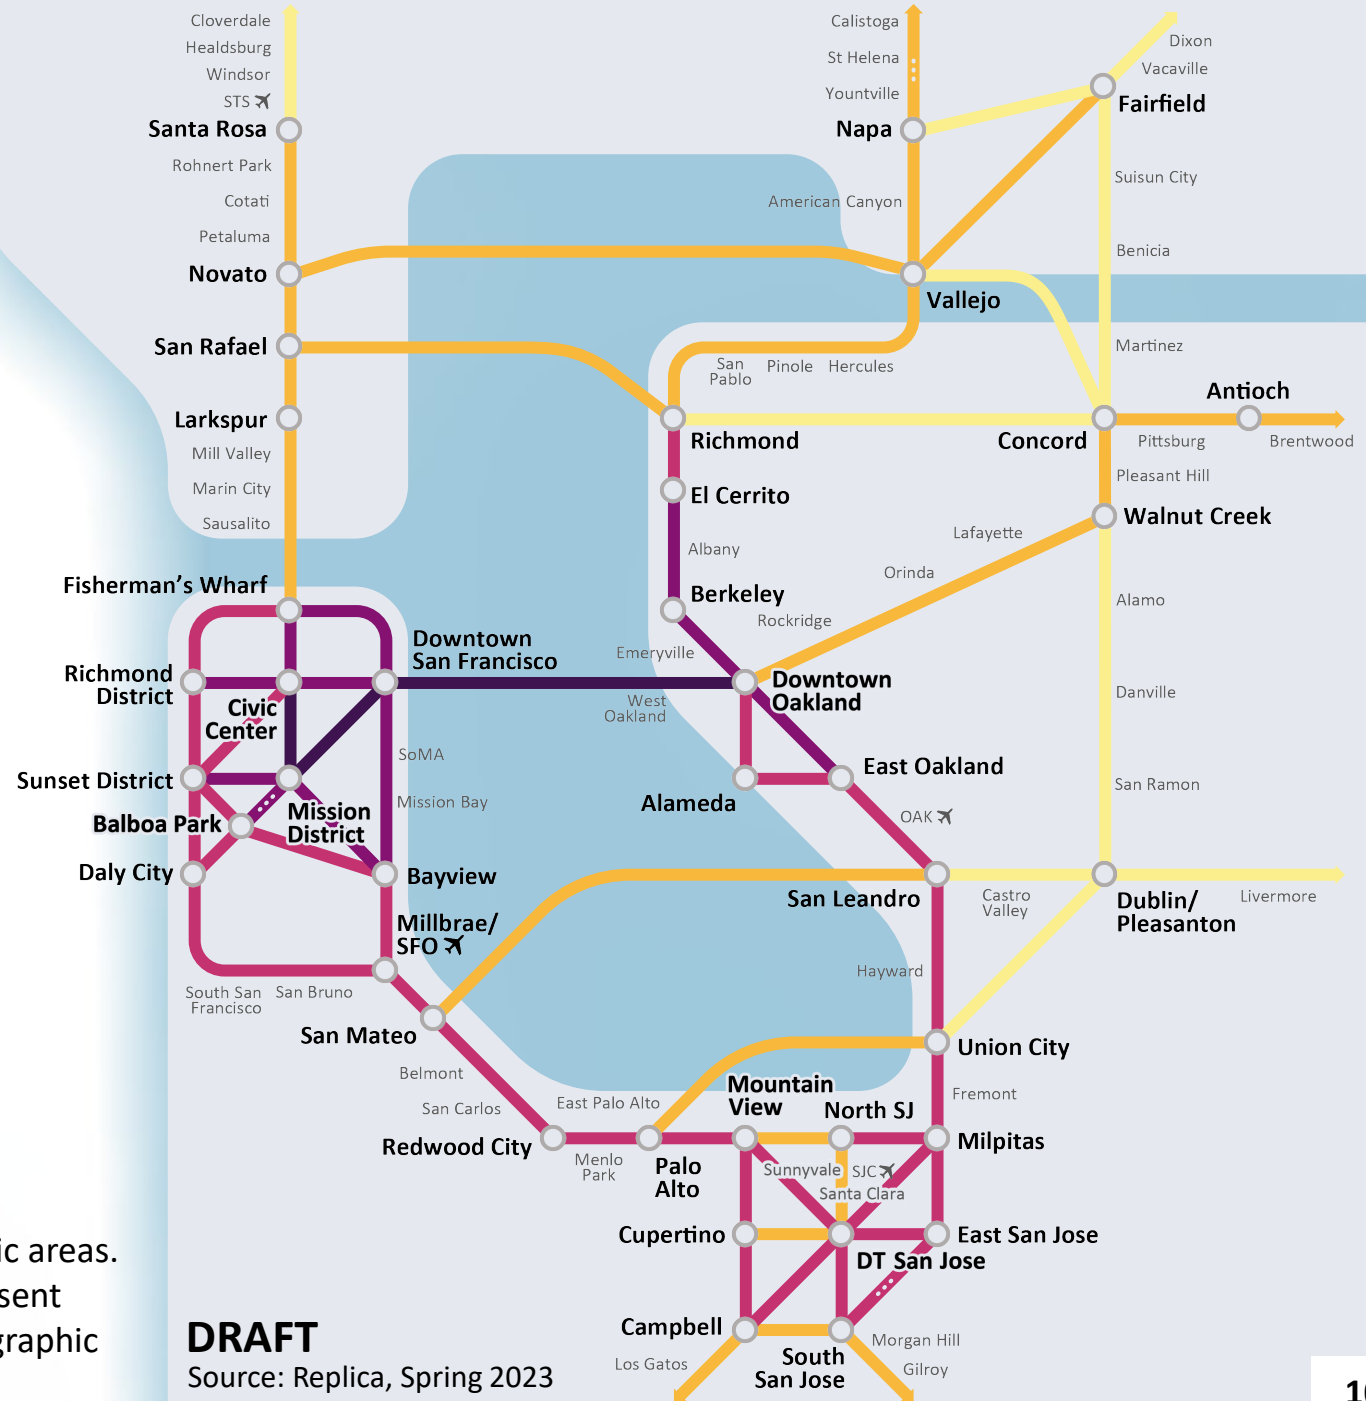 Cloverdale
Healdsburg
Windsor
STS
Santa Rosa
Rohnert Park
Cotati
Petaluma
Novato
San Rafael
Larkspur
Mill Valley
Marin City
Sausalito
Calistoga
St Helena
Yountville
Napa
American Canyon
Vallejo
Dixon
Vacaville
Fairfield
Suisun City
Benicia
Martinez
San
Pablo
Pinole
Hercules
Richmond
Concord
Antioch
Pittsburg
Brentwood
Pleasant Hill
Walnut Creek
El Cerrito
Albany
Berkeley
Lafayette
Orinda
Rockridge
Emeryville
Alamo
Danville
San Ramon
Fisherman's Wharf
Downtown
San Francisco
Richmond
District
Civic
Center
West
Oakland
Downtown
Oakland
SoMA
Mission Bay
Sunset District
Mission
District
Balboa Park
Daly City
Bayview
East Oakland
Alameda
OAK
San Leandro
Castro
Valley
Dublin/
Pleasanton
Livermore
Millbrae/
SFO
South San
Francisco
San Bruno
San Mateo
Hayward
Belmont
San Carlos
Union City
Fremont
East Palo Alto
Mountain
View
North SJ
Milpitas
Redwood City
Menlo
Park
Palo
Alto
Sunnyvale
SJC
Santa Clara
Cupertino
East San Jose
DT San Jose
Campbell
South
San Jose
Los Gatos
Morgan Hill
Gilroy
ic areas.
sent
graphic
DRAFT
Source: Replica, Spring 2023